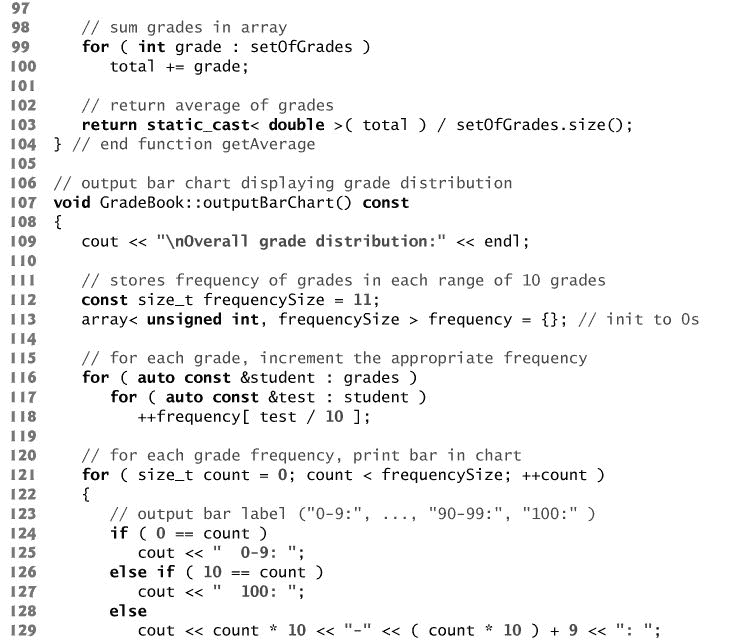 97
98 // sum grades in array
99 for ( int grade : setOfGrades )
100 total += grade;
101
102 // return average of grades
103 return static_cast< double >( total ) / setOfGrades.size();
104 } // end function getAverage
105
106 // output bar chart displaying grade distribution
107 void GradeBook::outputBarChart() const
108 {
109 cout << "\nOverall grade distribution:" << endl;
110
111 // stores frequency of grades in each range of 10 grades
112 const size_t frequencySize = 11;
113 array< unsigned int, frequencySize > frequency = {}; // init to 0s
114
115 // for each grade, increment the appropriate frequency
116 for ( auto const &student : grades )
117 for ( auto const &test : student )
118 ++frequency[ test / 10 ];
119
120 // for each grade frequency, print bar in chart
121 for ( size_t count = 0; count < frequencySize; ++count )
122 {
123 // output bar label ("0-9:", ..., "90-99:", "100:" )
124 if ( 0 == count )
125 cout << "  0-9: ";
126 else if ( 10 == count )
127 cout << "  100: ";
128 else
129 cout << count * 10 << "-" << ( count * 10 ) + 9 << ": ";